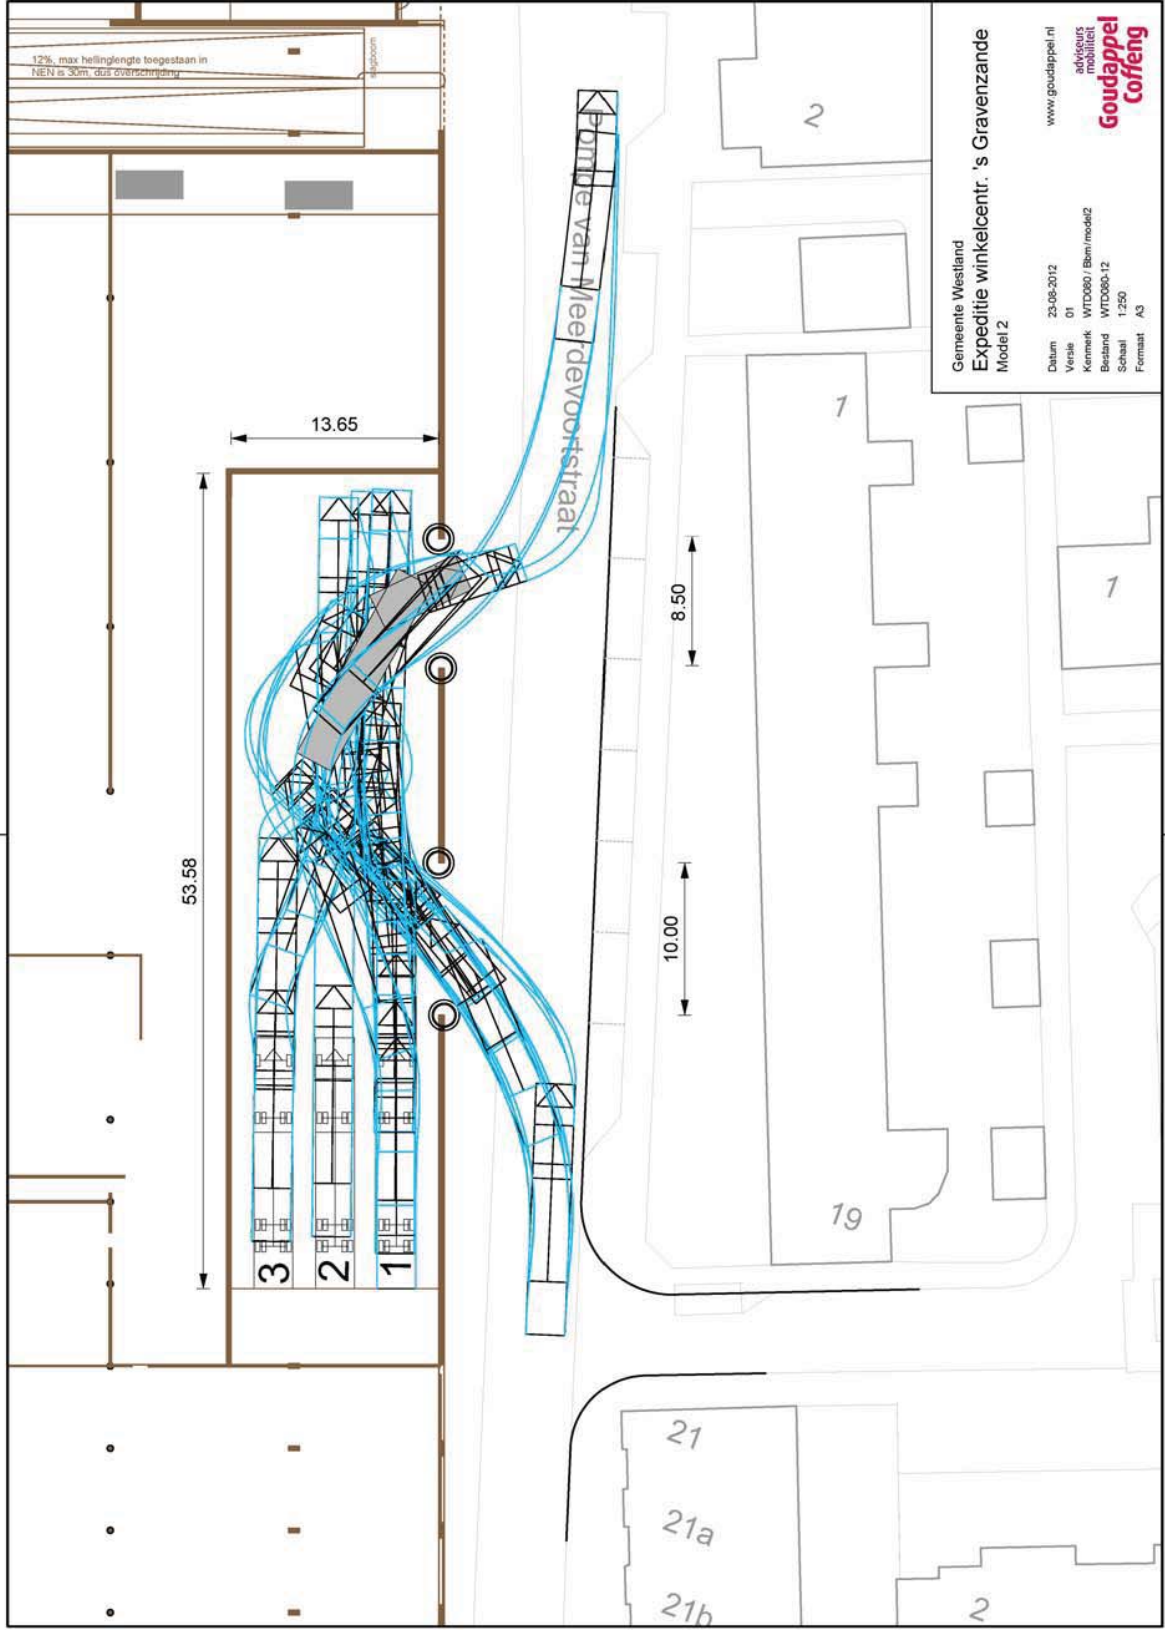 12%, max hellinglengte toegestaan in
NEN is 30m, dus overschrijding
slagboom
13.65
53.58
8.50
10.00
Pompe van Meerdevoortstraat
3
2
1
2
1
1
19
21
21a
21b
2
Gemeente Westland
Expeditie winkelcentr. 's Gravenzande
Model 2
Datum 23-08-2012
Versie 01
Kenmerk WTD080 / Bbm/model2
Bestand WTD080-12
Schaal 1:250
Formaat A3
www.goudappel.nl
adviseurs
mobiliteit
Goudappel
Coffeng